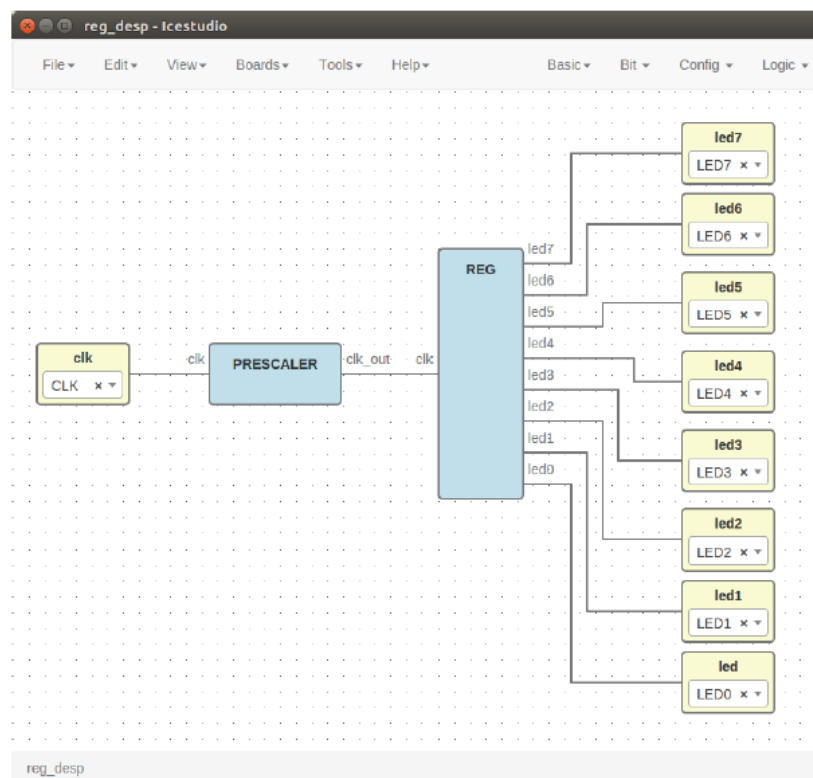 reg_desp - Icestudio
File Edit View Boards Tools Help Basic Bit Config Logic
led7
LED7 ×
led6
LED6 ×
led7
led6
led5
led4
led3
led2
led1
led0
REG
led5
LED5 ×
clk
CLK ×
clk
PRESCALER
clk_out
clk
led4
LED4 ×
led3
LED3 ×
led2
LED2 ×
led1
LED1 ×
led
LED0 ×
reg_desp